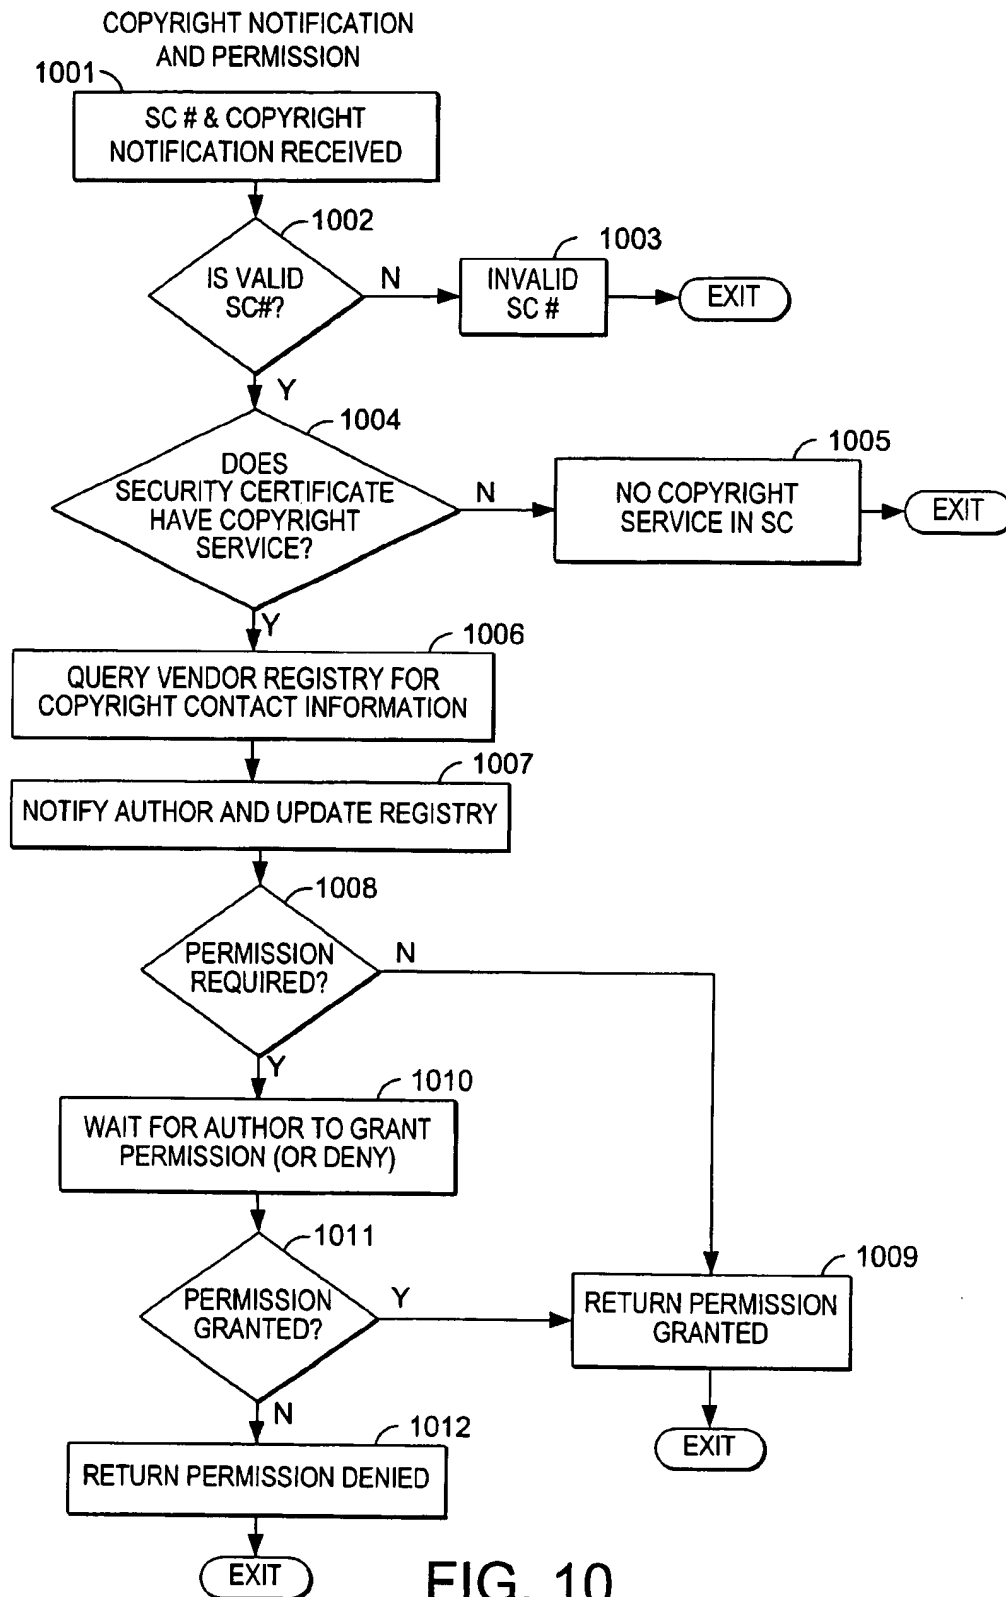 COPYRIGHT NOTIFICATION
AND PERMISSION
1001
SC # & COPYRIGHT
NOTIFICATION RECEIVED
1002
IS VALID
SC#?
N
1003
INVALID
SC #
EXIT
Y
1004
DOES
SECURITY CERTIFICATE
HAVE COPYRIGHT
SERVICE?
N
1005
NO COPYRIGHT
SERVICE IN SC
EXIT
Y
1006
QUERY VENDOR REGISTRY FOR
COPYRIGHT CONTACT INFORMATION
1007
NOTIFY AUTHOR AND UPDATE REGISTRY
1008
PERMISSION
REQUIRED?
N
Y
1010
WAIT FOR AUTHOR TO GRANT
PERMISSION (OR DENY)
1011
PERMISSION
GRANTED?
Y
1009
RETURN PERMISSION
GRANTED
EXIT
N
1012
RETURN PERMISSION DENIED
EXIT
FIG. 10